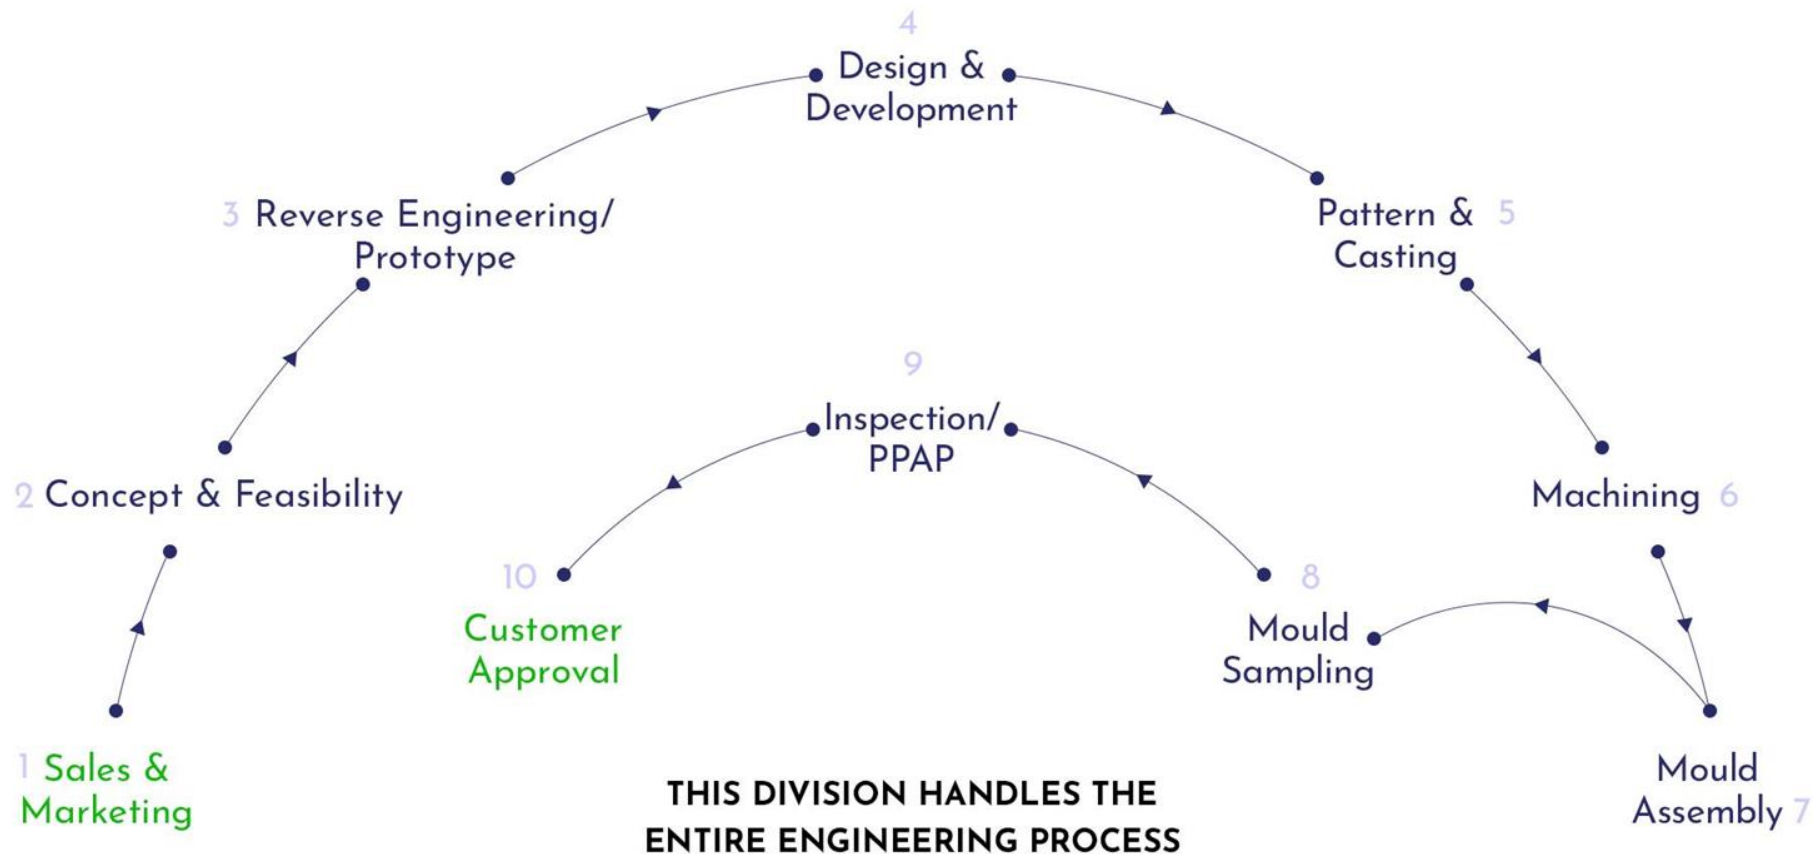 1 Sales &
Marketing
2 Concept & Feasibility
3 Reverse Engineering/
Prototype
4
Design &
Development
Pattern & 5
Casting
Machining 6
Mould
Assembly 7
8
Mould
Sampling
9
Inspection/
PPAP
10
Customer
Approval
THIS DIVISION HANDLES THE
ENTIRE ENGINEERING PROCESS